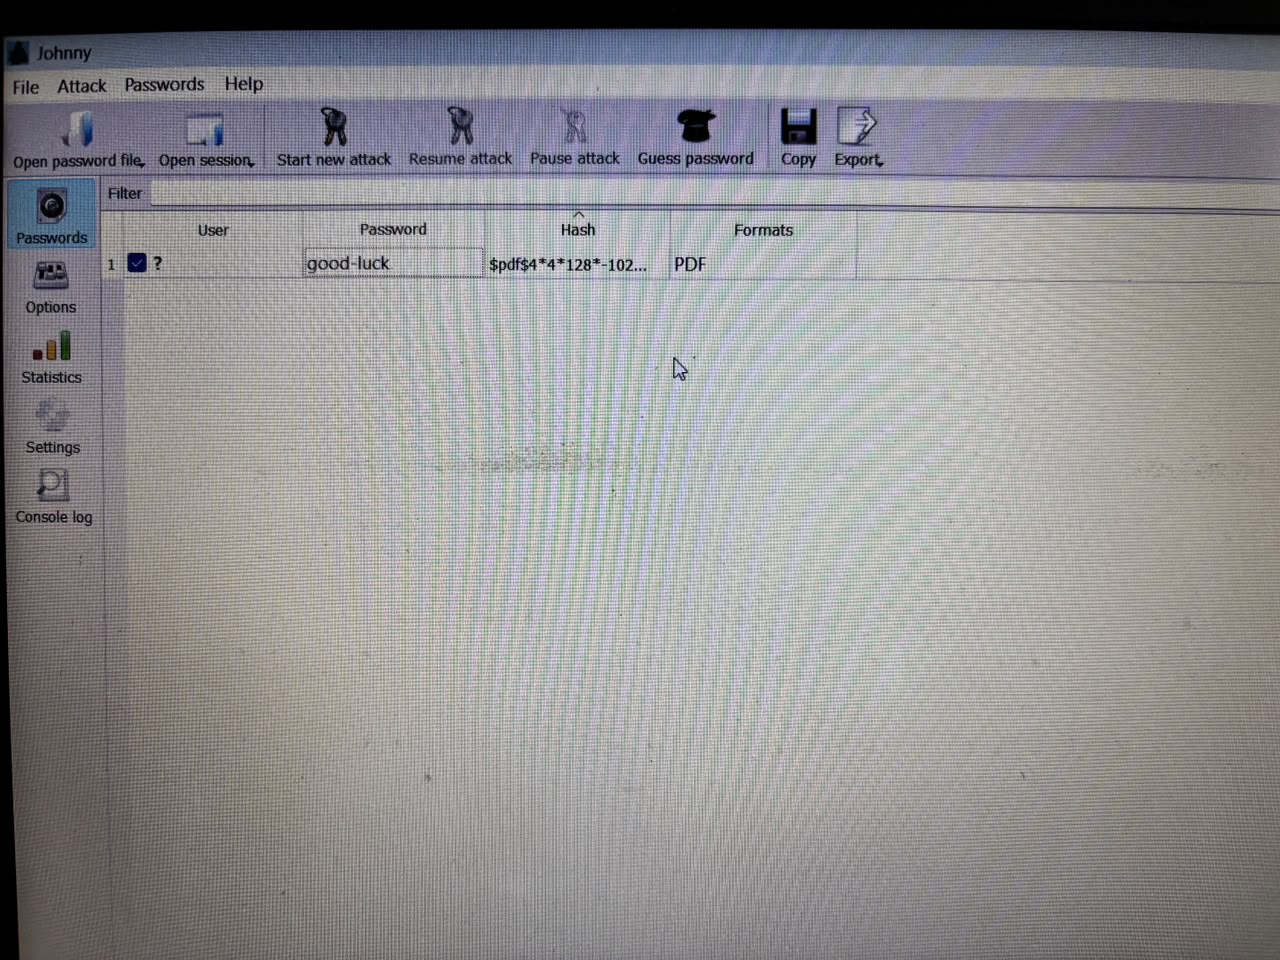 Johnny
File Attack Passwords Help
Open password file Open session Start new attack Resume attack Pause attack Guess password Copy Export
Filter
Passwords
User Password Hash Formats
1 ? good-luck $pdf$4*4*128*-102... PDF
Options
Statistics
Settings
Console log